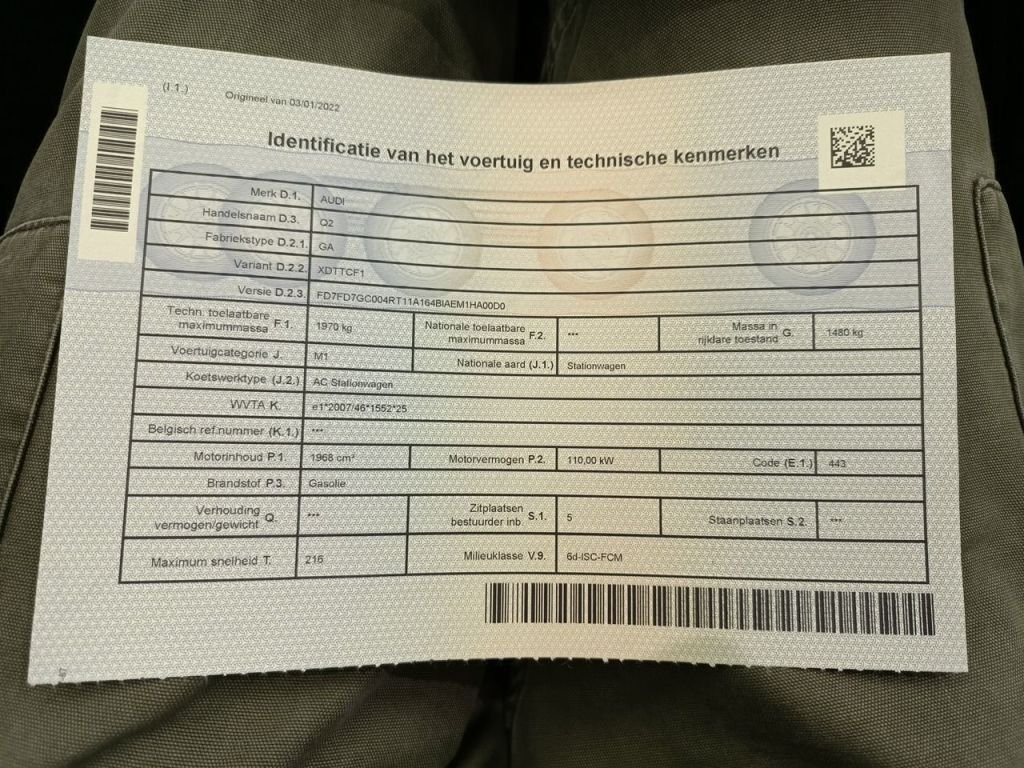 (I.1.)
Origineel van 03/01/2022
Identificatie van het voertuig en technische kenmerken
Merk D.1. AUDI
Handelsnaam D.3. Q2
Fabriekstype D.2.1. GA
Variant D.2.2. XDTTCF1
Versie D.2.3. FD7FD7GC004RT11A164BIAEM1HA00D0
Techn. toelaatbare maximummassa F.1. 1970 kg Nationale toelaatbare maximummassa F.2. *** Massa in rijklare toestand G. 1480 kg
Voertuigcategorie J. M1 Nationale aard (J.1.) Stationwagen
Koetswerktype (J.2.) AC Stationwagen
WVTA K. e1*2007/46*1552*25
Belgisch ref.nummer (K.1.) ***
Motorinhoud P.1. 1968 cm³ Motorvermogen P.2. 110,00 kW Code (E.1.) 443
Brandstof P.3. Gasolie
Verhouding vermogen/gewicht Q. *** Zitplaatsen bestuurder inb. S.1. 5 Staanplaatsen S.2. ***
Maximum snelheid T. 216 Milieuklasse V.9. 6d-ISC-FCM